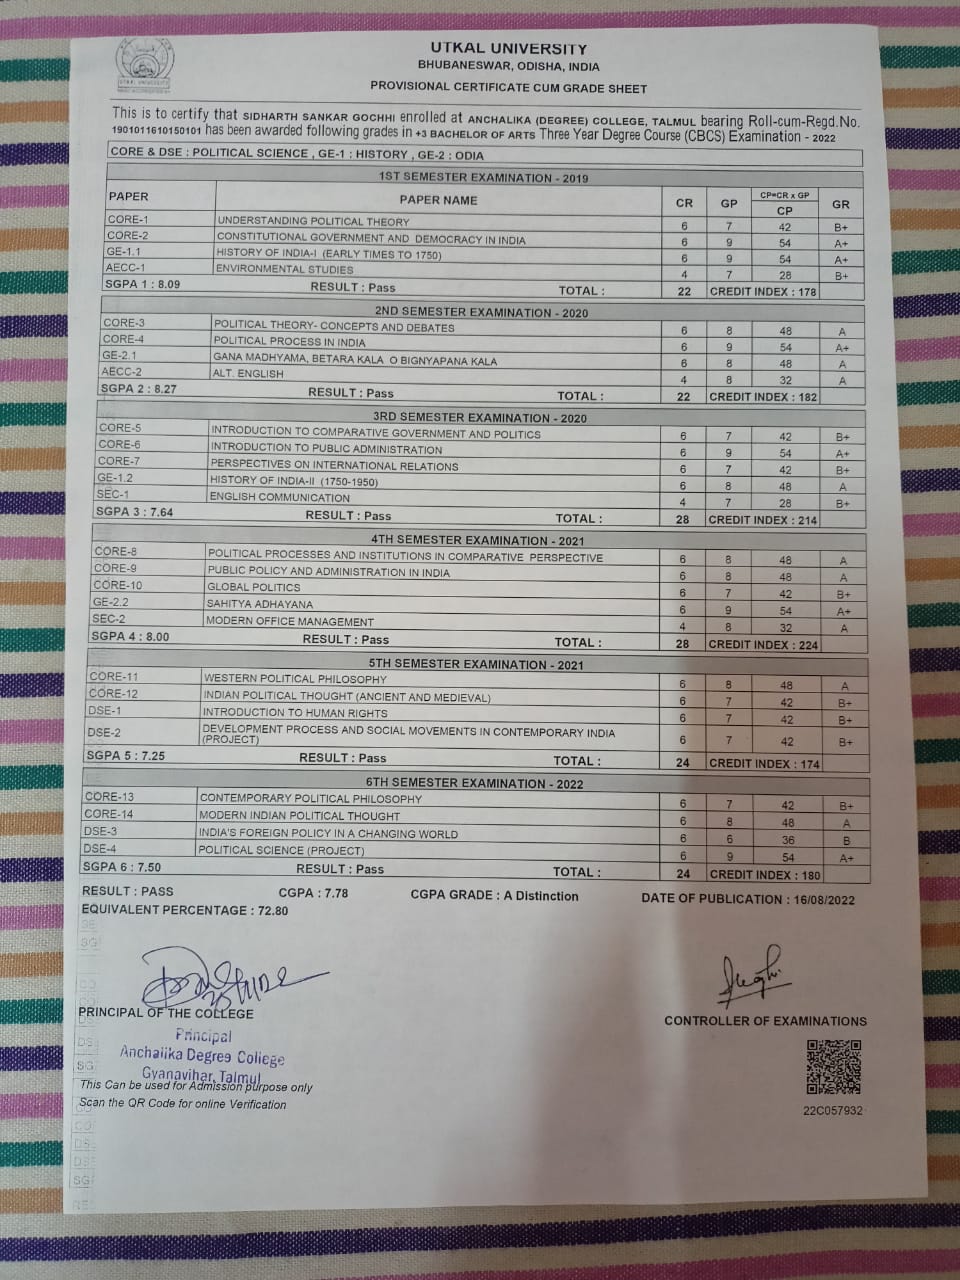 UTKAL UNIVERSITY
BHUBANESWAR, ODISHA, INDIA
PROVISIONAL CERTIFICATE CUM GRADE SHEET
UTKAL UNIVERSITY
This is to certify that SIDHARTH SANKAR GOCHHI enrolled at ANCHALIKA (DEGREE) COLLEGE, TALMUL bearing Roll-cum-Regd.No.
1901011610150101 has been awarded following grades in +3 BACHELOR OF ARTS Three Year Degree Course (CBCS) Examination - 2022
CORE & DSE : POLITICAL SCIENCE , GE-1 : HISTORY , GE-2 : ODIA
1ST SEMESTER EXAMINATION - 2019
PAPER PAPER NAME CR GP CP=CR x GP CP GR
CORE-1 UNDERSTANDING POLITICAL THEORY 6 7 42 B+
CORE-2 CONSTITUTIONAL GOVERNMENT AND DEMOCRACY IN INDIA 6 9 54 A+
GE-1.1 HISTORY OF INDIA-I (EARLY TIMES TO 1750) 6 9 54 A+
AECC-1 ENVIRONMENTAL STUDIES 4 7 28 B+
SGPA 1 : 8.09 RESULT : Pass TOTAL : 22 CREDIT INDEX : 178
2ND SEMESTER EXAMINATION - 2020
CORE-3 POLITICAL THEORY- CONCEPTS AND DEBATES 6 8 48 A
CORE-4 POLITICAL PROCESS IN INDIA 6 9 54 A+
GE-2.1 GANA MADHYAMA, BETARA KALA O BIGNYAPANA KALA 6 8 48 A
AECC-2 ALT. ENGLISH 4 8 32 A
SGPA 2 : 8.27 RESULT : Pass TOTAL : 22 CREDIT INDEX : 182
3RD SEMESTER EXAMINATION - 2020
CORE-5 INTRODUCTION TO COMPARATIVE GOVERNMENT AND POLITICS 6 7 42 B+
CORE-6 INTRODUCTION TO PUBLIC ADMINISTRATION 6 9 54 A+
CORE-7 PERSPECTIVES ON INTERNATIONAL RELATIONS 6 7 42 B+
GE-1.2 HISTORY OF INDIA-II (1750-1950) 6 8 48 A
SEC-1 ENGLISH COMMUNICATION 4 7 28 B+
SGPA 3 : 7.64 RESULT : Pass TOTAL : 28 CREDIT INDEX : 214
4TH SEMESTER EXAMINATION - 2021
CORE-8 POLITICAL PROCESSES AND INSTITUTIONS IN COMPARATIVE PERSPECTIVE 6 8 48 A
CORE-9 PUBLIC POLICY AND ADMINISTRATION IN INDIA 6 8 48 A
CORE-10 GLOBAL POLITICS 6 7 42 B+
GE-2.2 SAHITYA ADHAYANA 6 9 54 A+
SEC-2 MODERN OFFICE MANAGEMENT 4 8 32 A
SGPA 4 : 8.00 RESULT : Pass TOTAL : 28 CREDIT INDEX : 224
5TH SEMESTER EXAMINATION - 2021
CORE-11 WESTERN POLITICAL PHILOSOPHY 6 8 48 A
CORE-12 INDIAN POLITICAL THOUGHT (ANCIENT AND MEDIEVAL) 6 7 42 B+
DSE-1 INTRODUCTION TO HUMAN RIGHTS 6 7 42 B+
DSE-2 DEVELOPMENT PROCESS AND SOCIAL MOVEMENTS IN CONTEMPORARY INDIA
(PROJECT) 6 7 42 B+
SGPA 5 : 7.25 RESULT : Pass TOTAL : 24 CREDIT INDEX : 174
6TH SEMESTER EXAMINATION - 2022
CORE-13 CONTEMPORARY POLITICAL PHILOSOPHY 6 7 42 B+
CORE-14 MODERN INDIAN POLITICAL THOUGHT 6 8 48 A
DSE-3 INDIA'S FOREIGN POLICY IN A CHANGING WORLD 6 6 36 B
DSE-4 POLITICAL SCIENCE (PROJECT) 6 9 54 A+
SGPA 6 : 7.50 RESULT : Pass TOTAL : 24 CREDIT INDEX : 180
RESULT : PASS CGPA : 7.78 CGPA GRADE : A Distinction DATE OF PUBLICATION : 16/08/2022
EQUIVALENT PERCENTAGE : 72.80
PRINCIPAL OF THE COLLEGE
CONTROLLER OF EXAMINATIONS
Principal
Anchalika Degree College
Gyanavihar, Talmul
This Can be used for Admission purpose only
Scan the QR Code for online Verification
22C057932